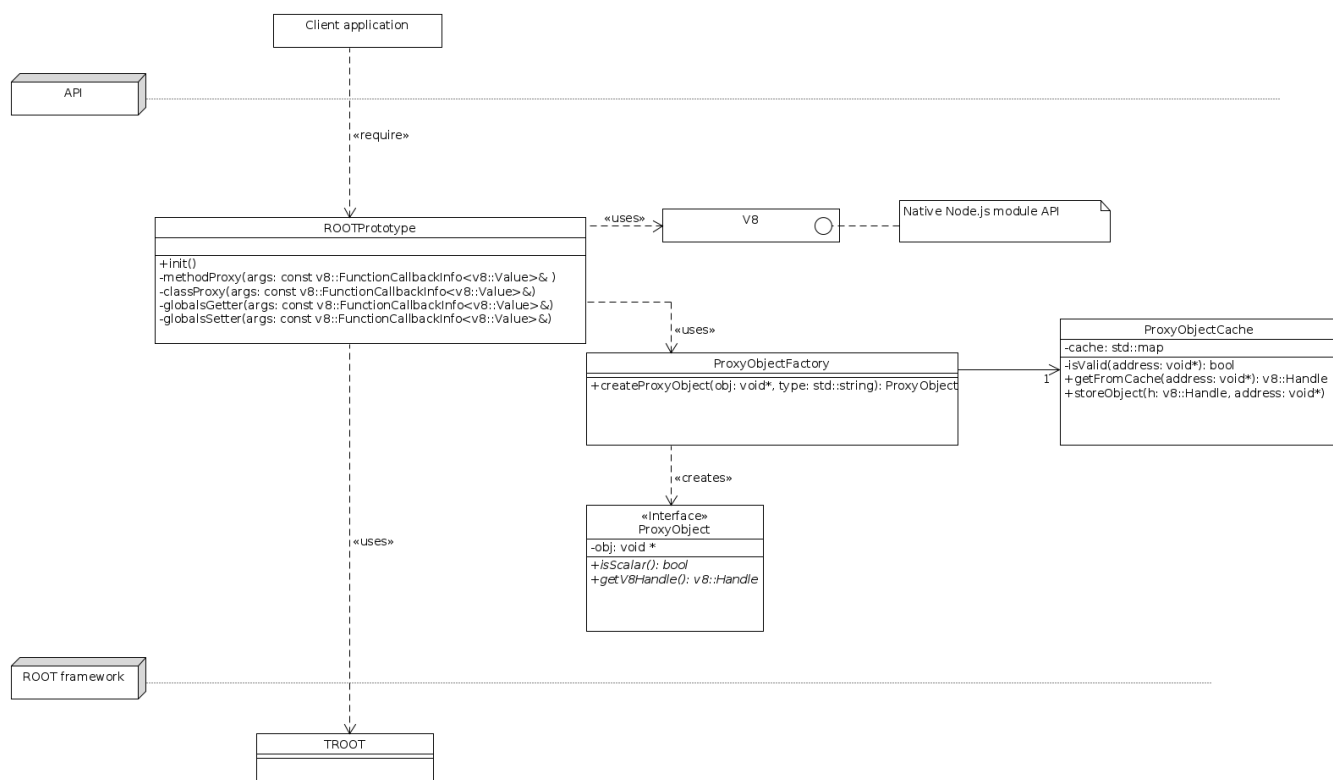 Client application
API
«require»
ROOTPrototype
+init()
-methodProxy(args: const v8::FunctionCallbackInfo<v8::Value>& )
-classProxy(args: const v8::FunctionCallbackInfo<v8::Value>&)
-globalsGetter(args: const v8::FunctionCallbackInfo<v8::Value>&)
-globalsSetter(args: const v8::FunctionCallbackInfo<v8::Value>&)
«uses»
V8
Native Node.js module API
«uses»
ProxyObjectFactory
+createProxyObject(obj: void*, type: std::string): ProxyObject
1
ProxyObjectCache
-cache: std::map
-isValid(address: void*): bool
+getFromCache(address: void*): v8::Handle
+storeObject(h: v8::Handle, address: void*)
«creates»
«Interface»
ProxyObject
-obj: void *
+isScalar(): bool
+getV8Handle(): v8::Handle
«uses»
ROOT framework
TROOT